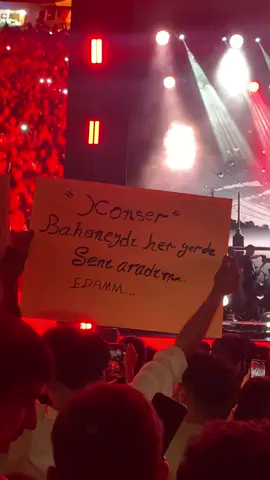 "Konser"
Bahaneydi her yerde
Seni aradım..
EDAMM...